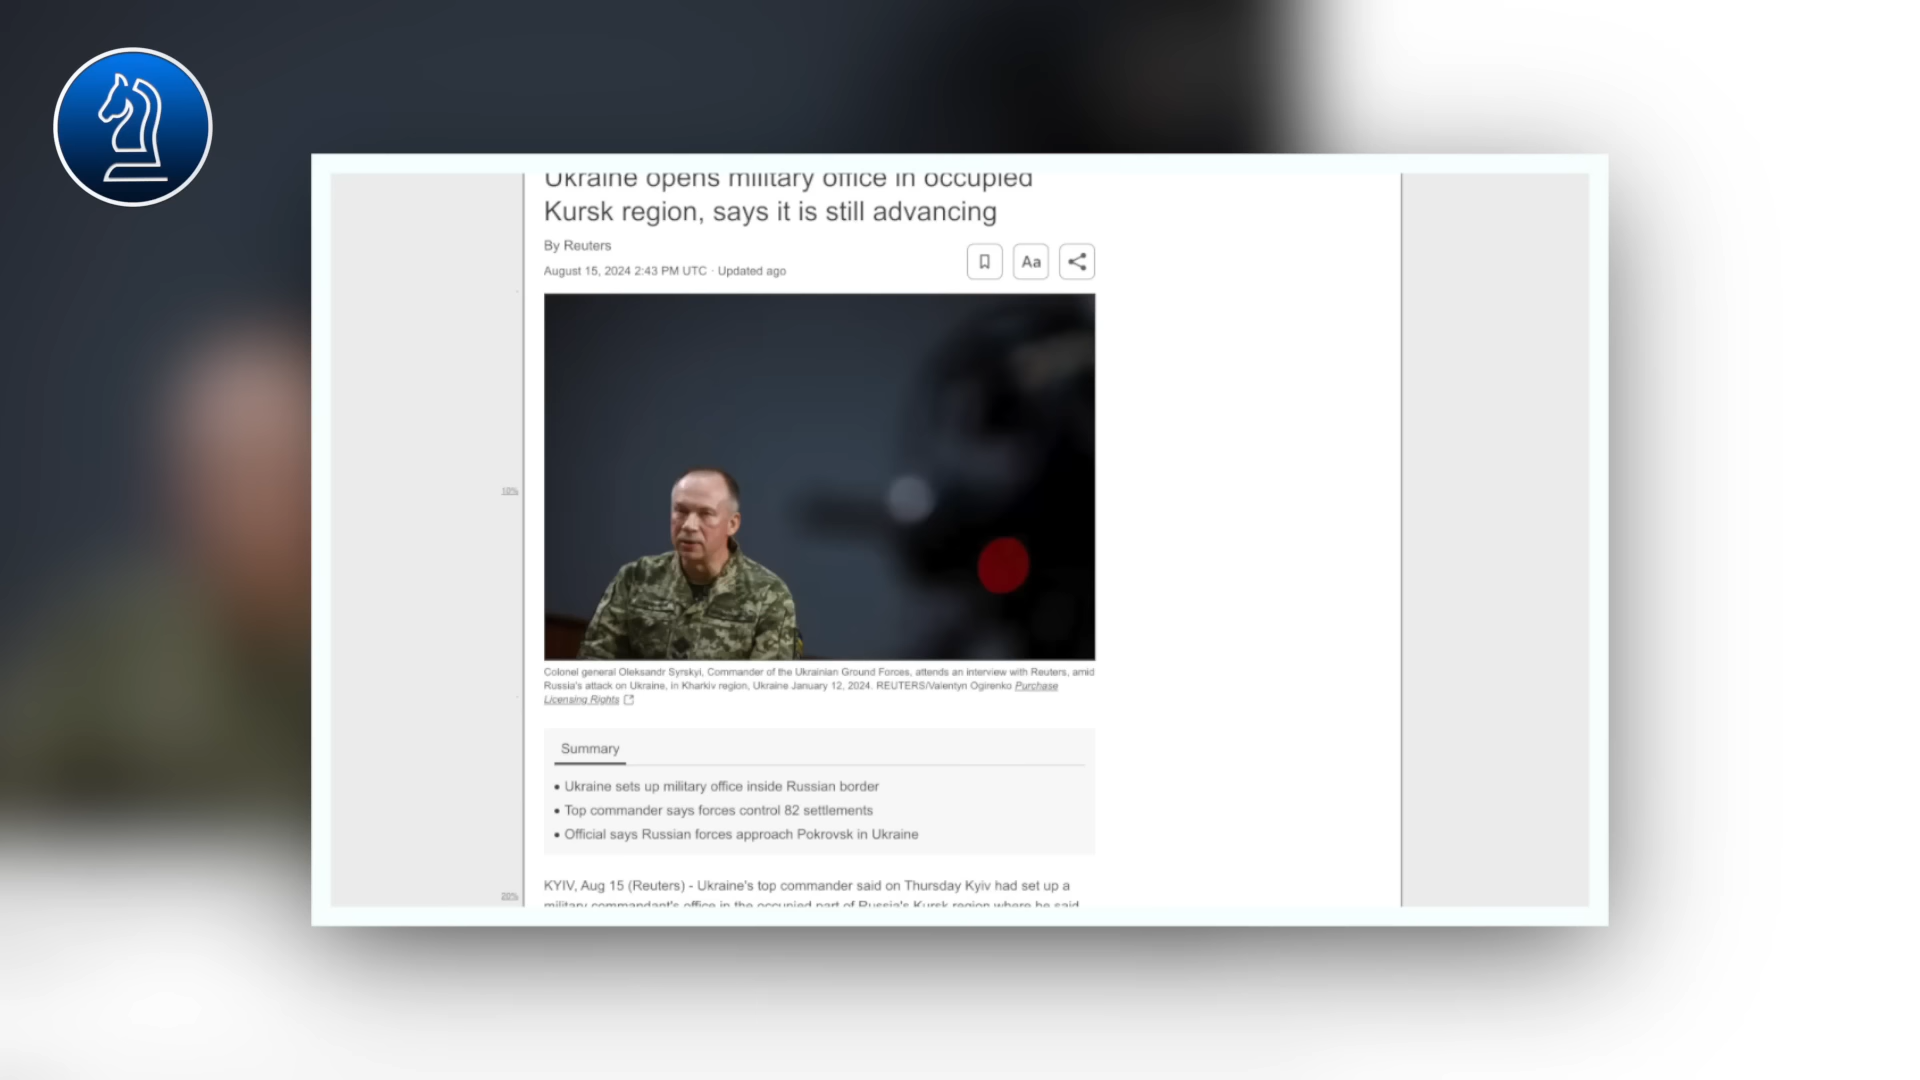 Ukraine opens military office in occupied
Kursk region, says it is still advancing
By Reuters
August 15, 2024 2:43 PM UTC · Updated ago
Aa
Colonel general Oleksandr Syrskyi, Commander of the Ukrainian Ground Forces, attends an interview with Reuters, amid
Russia's attack on Ukraine, in Kharkiv region, Ukraine January 12, 2024. REUTERS/Valentyn Ogirenko Purchase
Licensing Rights
Summary
• Ukraine sets up military office inside Russian border
• Top commander says forces control 82 settlements
• Official says Russian forces approach Pokrovsk in Ukraine
KYIV, Aug 15 (Reuters) - Ukraine's top commander said on Thursday Kyiv had set up a
military commandant's office in the occupied part of Russia's Kursk region where he said